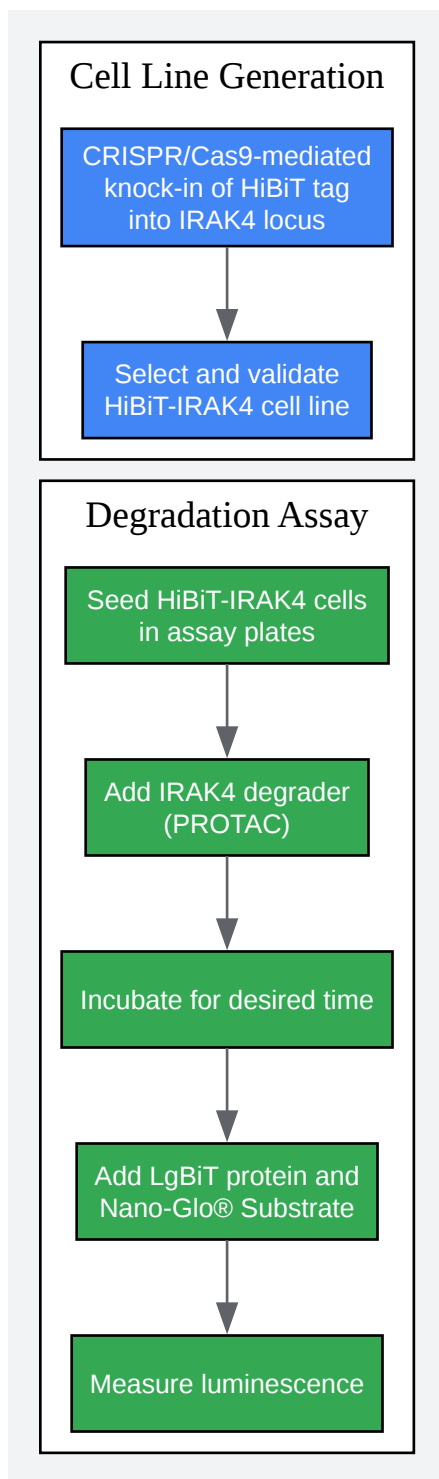 Cell Line Generation
CRISPR/Cas9-mediated
knock-in of HiBiT tag
into IRAK4 locus
Select and validate
HiBiT-IRAK4 cell line
Degradation Assay
Seed HiBiT-IRAK4 cells
in assay plates
Add IRAK4 degrader
(PROTAC)
Incubate for desired time
Add LgBiT protein and
Nano-Glo® Substrate
Measure luminescence